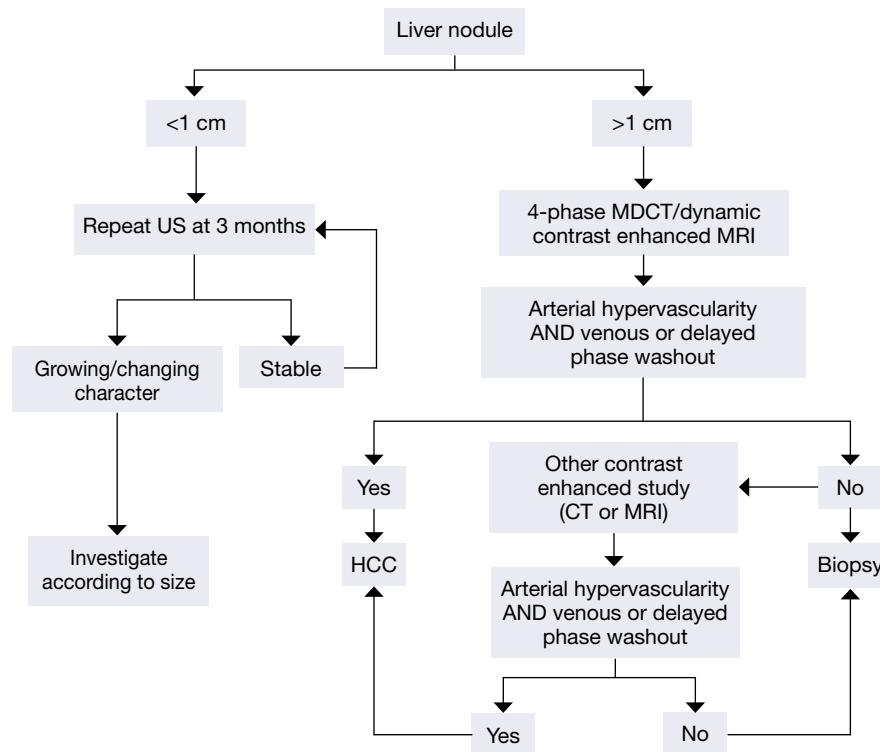 Liver nodule
<1 cm
>1 cm
Repeat US at 3 months
4-phase MDCT/dynamic
contrast enhanced MRI
Arterial hypervascularity
AND venous or delayed
phase washout
Growing/changing
character
Stable
Other contrast
enhanced study
(CT or MRI)
Yes
No
Investigate
according to size
HCC
Arterial hypervascularity
AND venous or delayed
phase washout
Biopsy
Yes
No